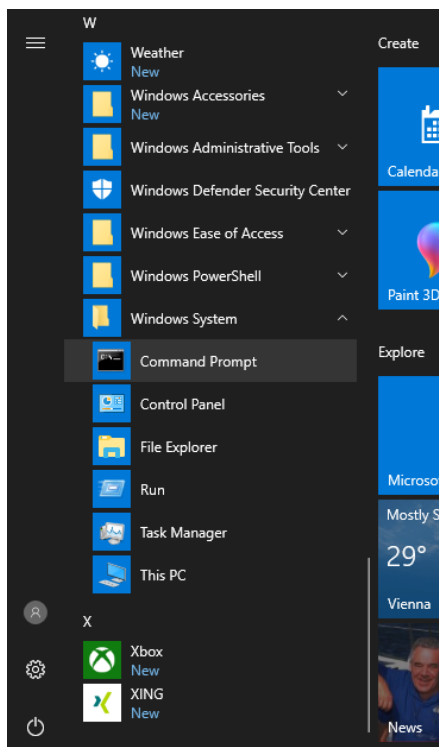 W
Weather
New
Windows Accessories
New
Windows Administrative Tools
Windows Defender Security Center
Windows Ease of Access
Windows PowerShell
Windows System
Command Prompt
Control Panel
File Explorer
Run
Task Manager
This PC
X
Xbox
New
XING
New
Create
Calenda
Paint 3D
Explore
Microso
Mostly S
29°
Vienna
News